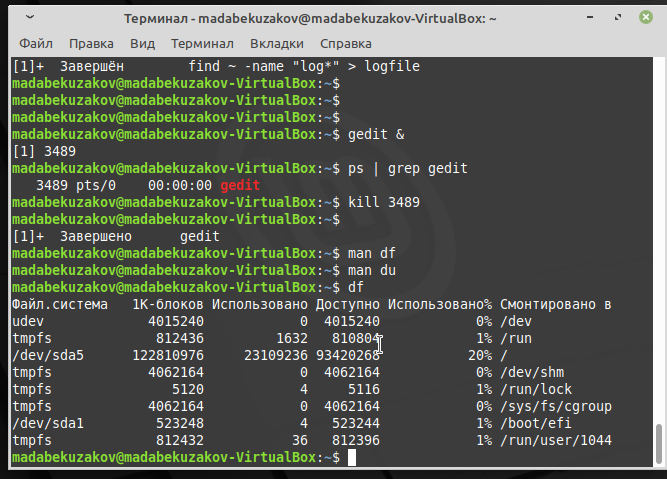 Терминал - madabekuzakov@madabekuzakov-VirtualBox: ~
Файл Правка Вид Терминал Вкладки Справка
[1]+ Завершён find ~ -name "log*" > logfile
madabekuzakov@madabekuzakov-VirtualBox:~$
madabekuzakov@madabekuzakov-VirtualBox:~$
madabekuzakov@madabekuzakov-VirtualBox:~$
madabekuzakov@madabekuzakov-VirtualBox:~$ gedit &
[1] 3489
madabekuzakov@madabekuzakov-VirtualBox:~$ ps | grep gedit
3489 pts/0 00:00:00 gedit
madabekuzakov@madabekuzakov-VirtualBox:~$ kill 3489
madabekuzakov@madabekuzakov-VirtualBox:~$
[1]+ Завершено gedit
madabekuzakov@madabekuzakov-VirtualBox:~$ man df
madabekuzakov@madabekuzakov-VirtualBox:~$ man du
madabekuzakov@madabekuzakov-VirtualBox:~$ df
Файл.система 1K-блоков Использовано Доступно Использовано% Смонтировано в
udev 4015240 0 4015240 0% /dev
tmpfs 812436 1632 810804 1% /run
/dev/sda5 122810976 23109236 93420268 20% /
tmpfs 4062164 0 4062164 0% /dev/shm
tmpfs 5120 4 5116 1% /run/lock
tmpfs 4062164 0 4062164 0% /sys/fs/cgroup
/dev/sda1 523248 4 523244 1% /boot/efi
tmpfs 812432 36 812396 1% /run/user/1044
madabekuzakov@madabekuzakov-VirtualBox:~$